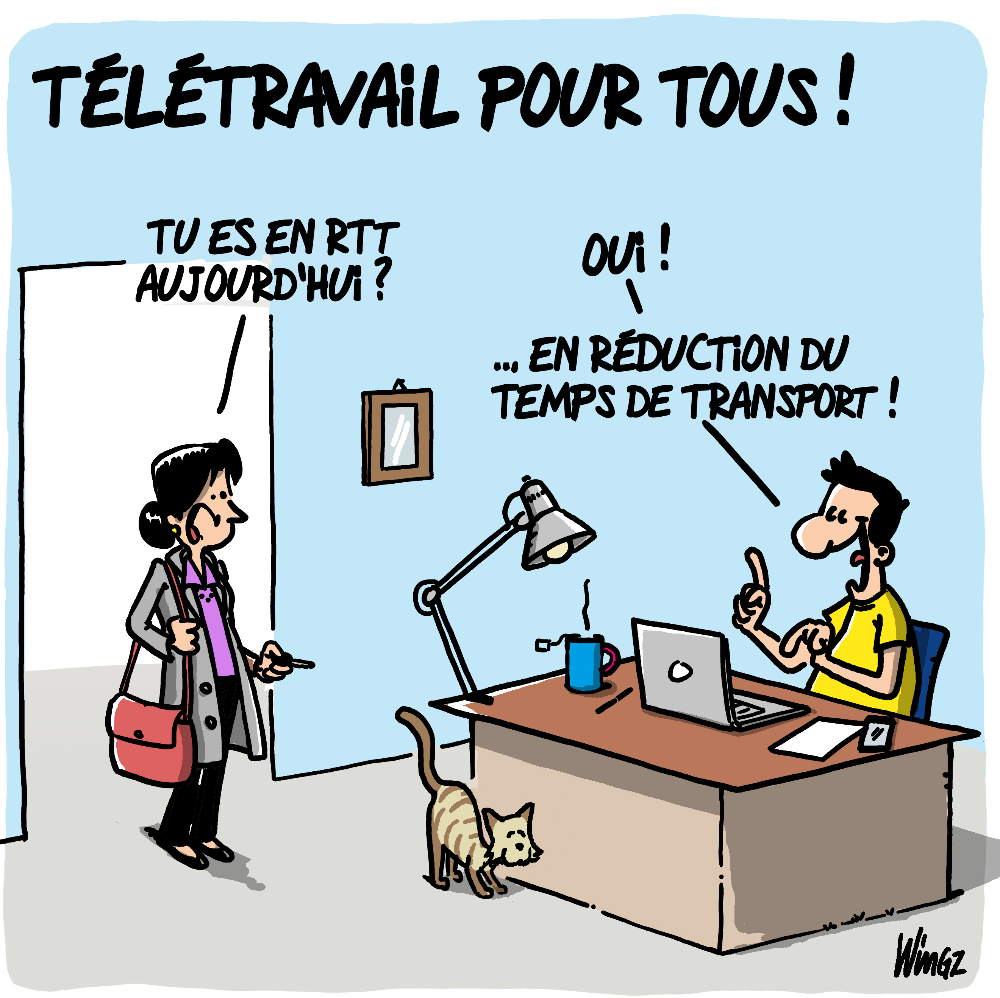 TÉLÉTRAVAIL POUR TOUS !
TU ES EN RTT
AUJOURD'HUI ?
OUI !
... EN RÉDUCTION DU
TEMPS DE TRANSPORT !
WINGZ